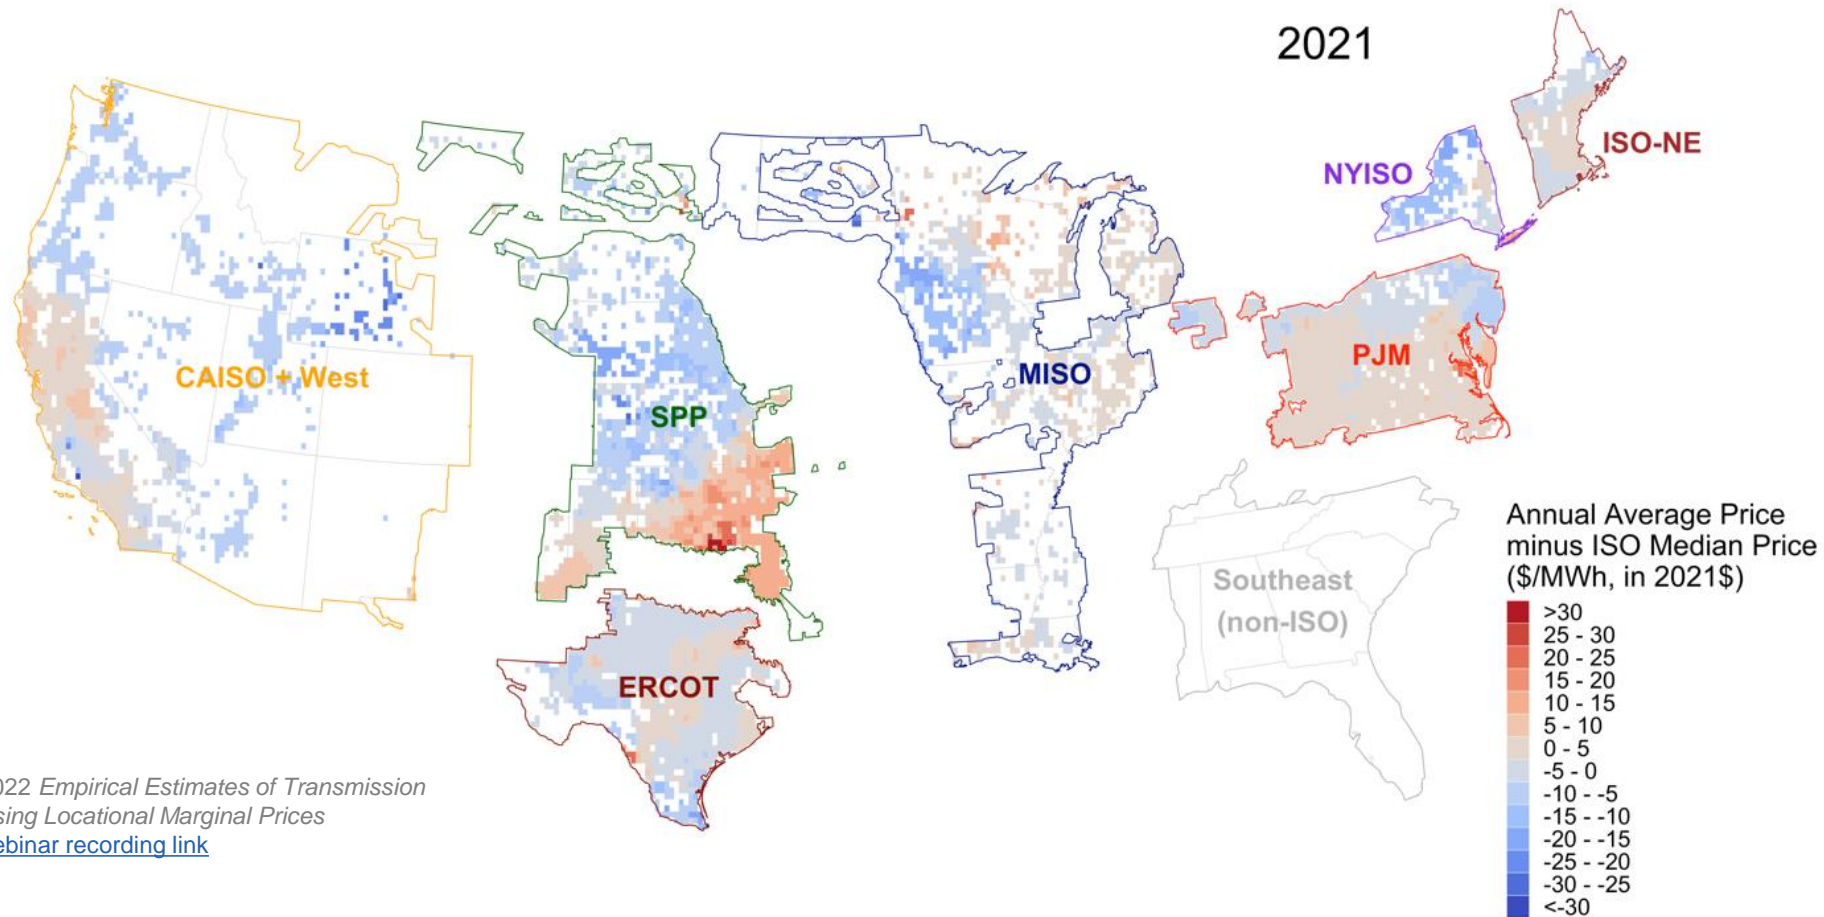 2021
ISO-NE
NYISO
CAISO + West
SPP
MISO
PJM
ERCOT
Southeast
(non-ISO)
Annual Average Price
minus ISO Median Price
($/MWh, in 2021$)
>30
25 - 30
20 - 25
15 - 20
10 - 15
5 - 10
0 - 5
-5 - 0
-10 - -5
-15 - -10
-20 - -15
-25 - -20
-30 - -25
<-30
022 Empirical Estimates of Transmission
sing Locational Marginal Prices
ebinar recording link